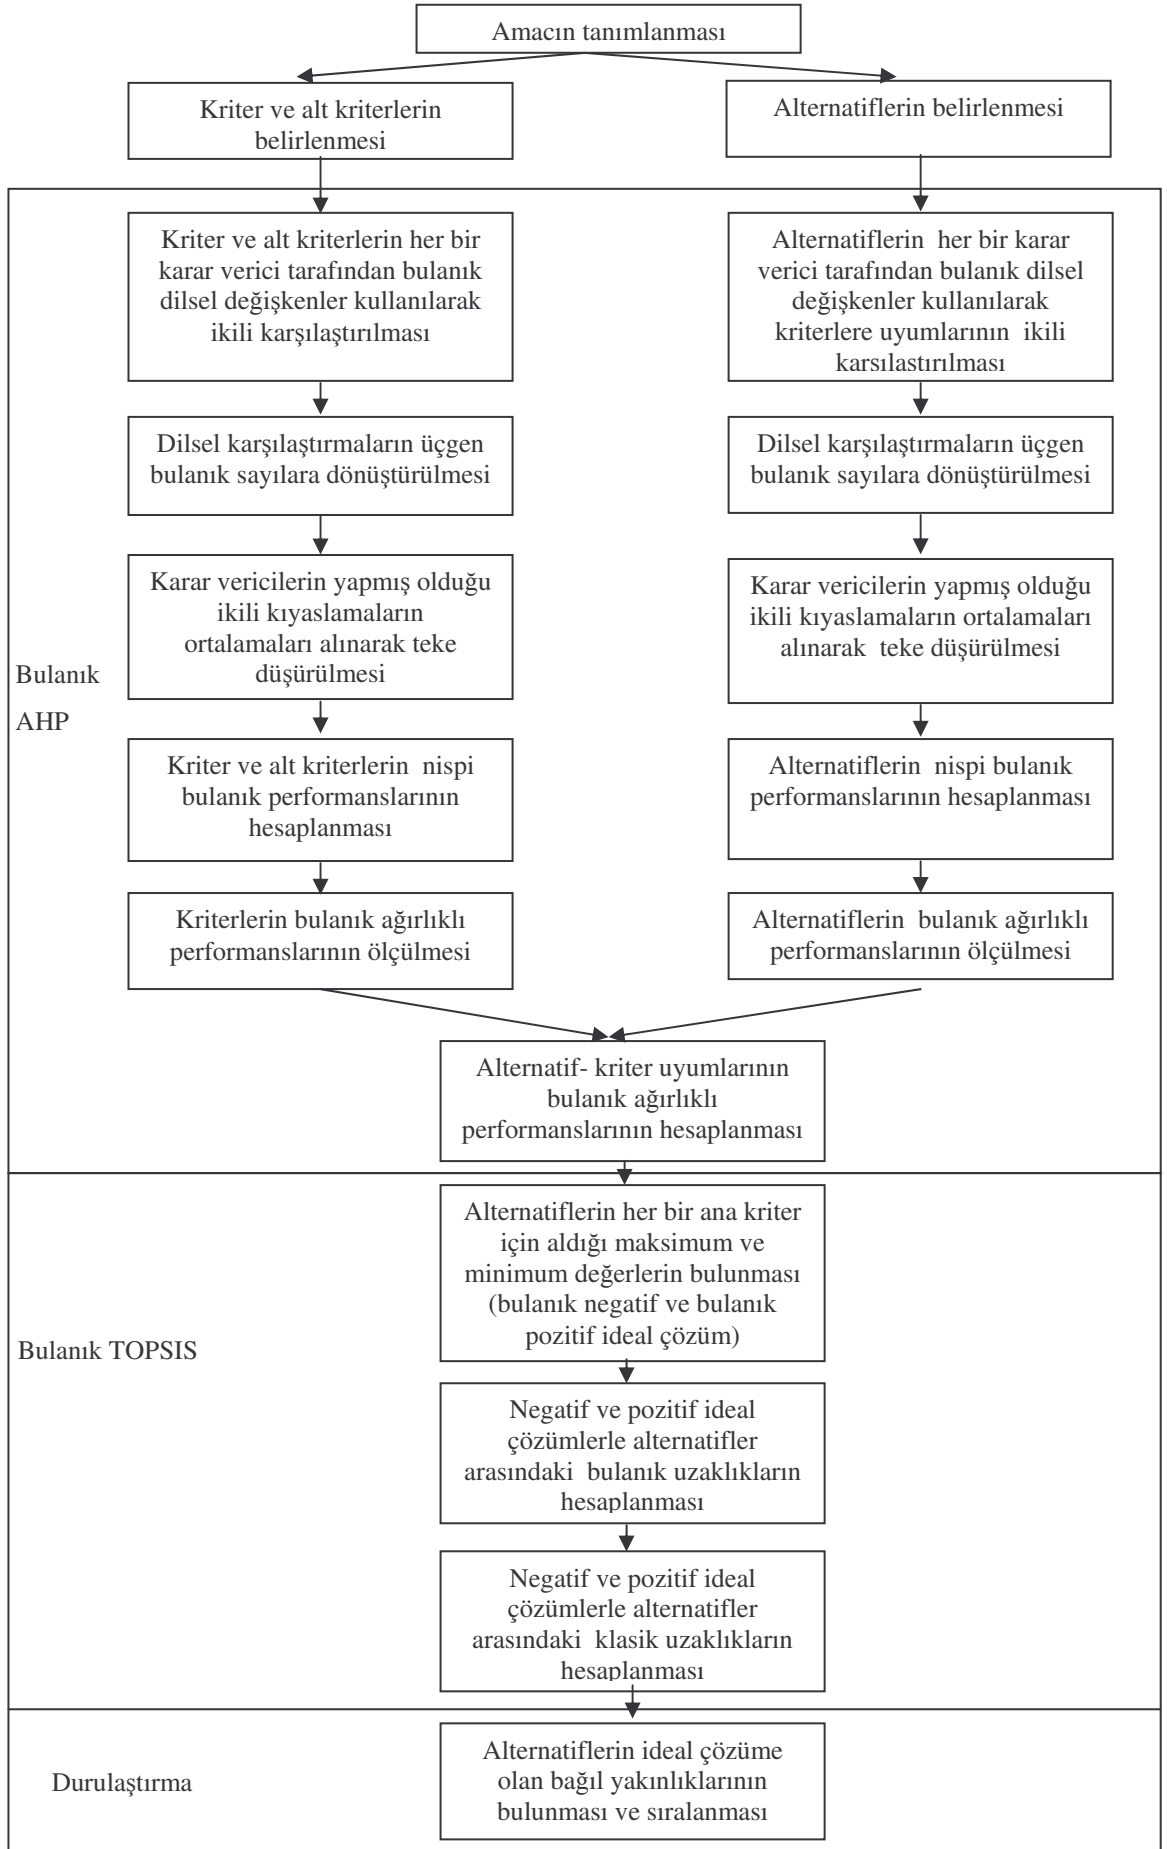 Amacın tanımlanması
Kriter ve alt kriterlerin
belirlenmesi
Alternatiflerin belirlenmesi
Kriter ve alt kriterlerin her bir
karar verici tarafından bulanık
dilsel değişkenler kullanılarak
ikili karşılaştırılması
Alternatiflerin her bir karar
verici tarafından bulanık dilsel
değişkenler kullanılarak
kriterlere uyumlarının ikili
karsılastırılması
Dilsel karşılaştırmaların üçgen
bulanık sayılara dönüştürülmesi
Dilsel karşılaştırmaların üçgen
bulanık sayılara dönüştürülmesi
Karar vericilerin yapmış olduğu
ikili kıyaslamaların
ortalamaları alınarak teke
düşürülmesi
Karar vericilerin yapmış olduğu
ikili kıyaslamaların ortalamaları
alınarak teke düşürülmesi
Bulanık
AHP
Kriter ve alt kriterlerin nispi
bulanık performanslarının
hesaplanması
Alternatiflerin nispi bulanık
performanslarının hesaplanması
Kriterlerin bulanık ağırlıklı
performanslarının ölçülmesi
Alternatiflerin bulanık ağırlıklı
performanslarının ölçülmesi
Alternatif- kriter uyumlarının
bulanık ağırlıklı
performanslarının hesaplanması
Alternatiflerin her bir ana kriter
için aldığı maksimum ve
minimum değerlerin bulunması
(bulanık negatif ve bulanık
pozitif ideal çözüm)
Bulanık TOPSIS
Negatif ve pozitif ideal
çözümlerle alternatifler
arasındaki bulanık uzaklıkların
hesaplanması
Negatif ve pozitif ideal
çözümlerle alternatifler
arasındaki klasik uzaklıkların
hesaplanması
Durulaştırma
Alternatiflerin ideal çözüme
olan bağıl yakınlıklarının
bulunması ve sıralanması